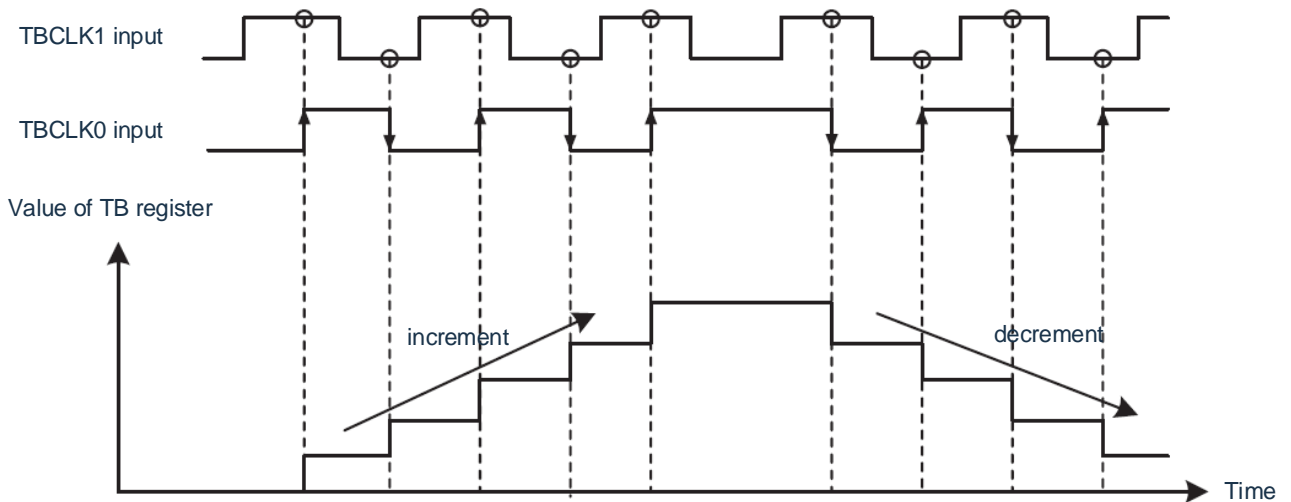 TBCLK1 input
TBCLK0 input
Value of TB register
increment
decrement
Time